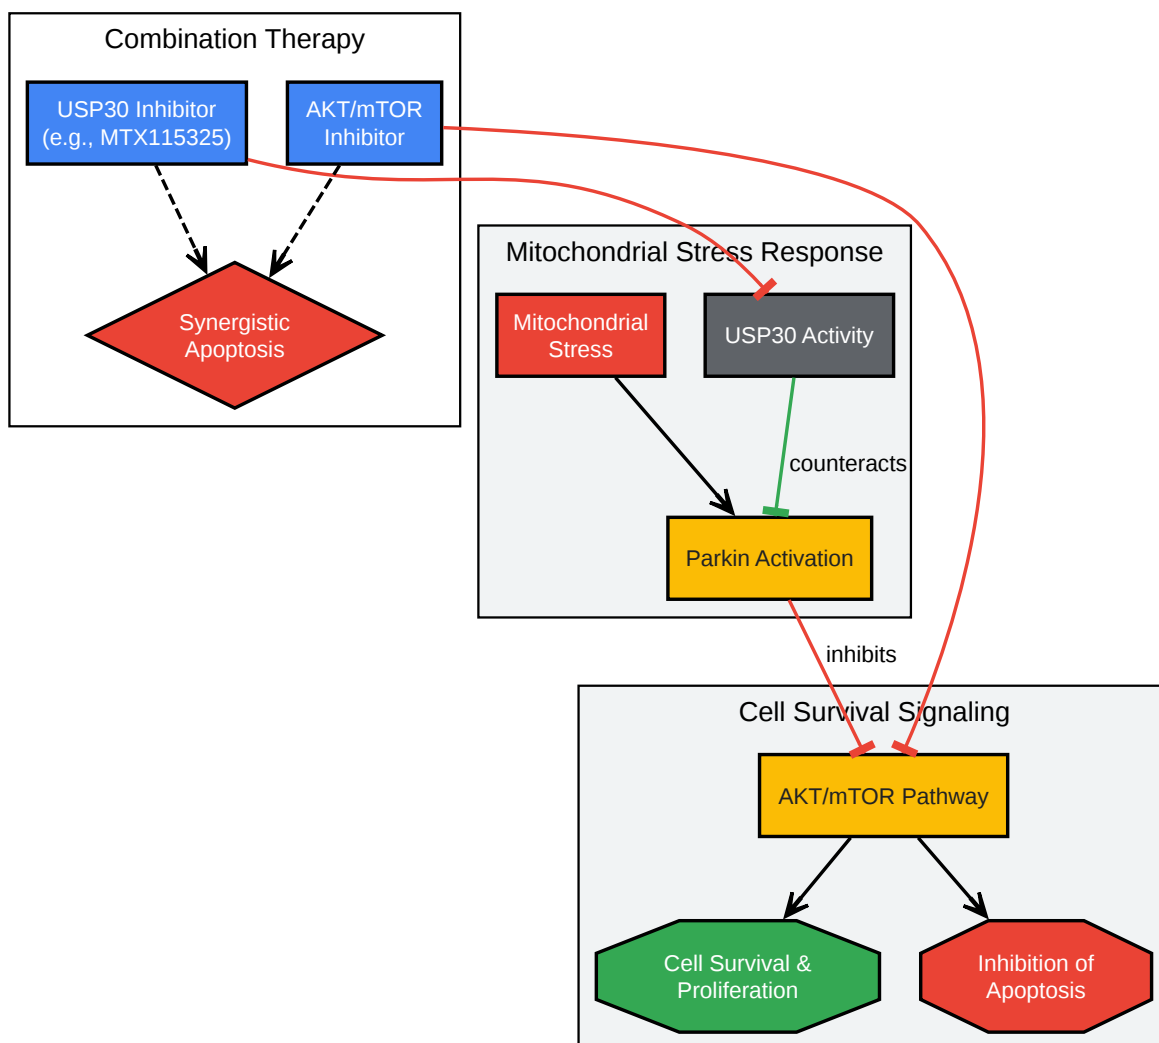 Combination Therapy
USP30 Inhibitor
(e.g., MTX115325)
AKT/mTOR
Inhibitor
Synergistic
Apoptosis
Mitochondrial Stress Response
Mitochondrial
Stress
USP30 Activity
counteracts
Parkin Activation
inhibits
Cell Survival Signaling
AKT/mTOR Pathway
Cell Survival &
Proliferation
Inhibition of
Apoptosis